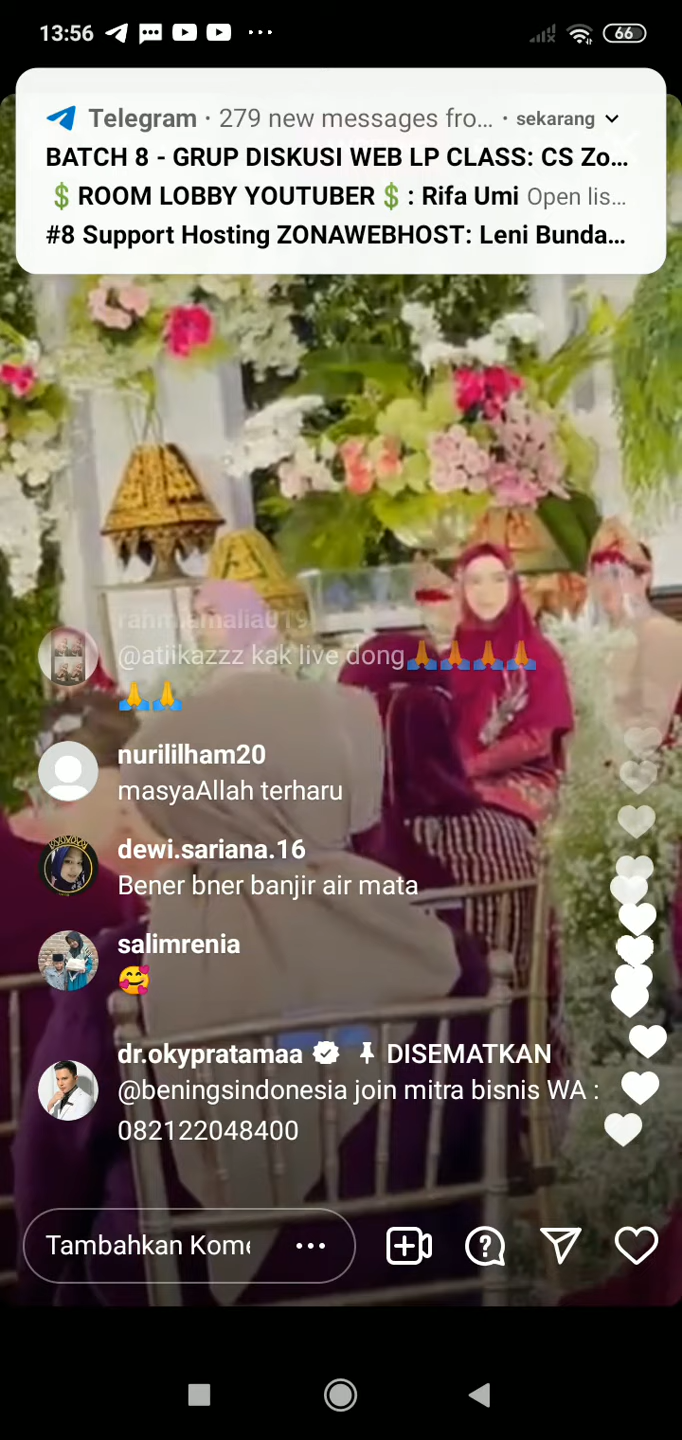 13:56 66
Telegram · 279 new messages fro... · sekarang
BATCH 8 - GRUP DISKUSI WEB LP CLASS: CS Zo...
💲ROOM LOBBY YOUTUBER💲: Rifa Umi Open lis...
#8 Support Hosting ZONAWEBHOST: Leni Bunda...
rahmiamalia019
@atiikazzz kak live dong🙏🙏🙏🙏
🙏🙏
nurililham20
masyaAllah terharu
dewi.sariana.16
Bener bner banjir air mata
salimrenia
🥰
dr.okypratamaa DISEMATKAN
@beningsindonesia join mitra bisnis WA :
082122048400
Tambahkan Kome